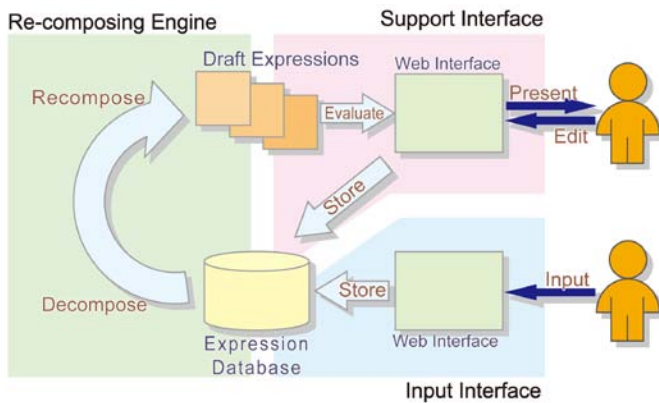 Re-composing Engine
Support Interface
Draft Expressions
Web Interface
Recompose
Evaluate
Present
Edit
Store
Decompose
Store
Input
Expression
Database
Web Interface
Input Interface